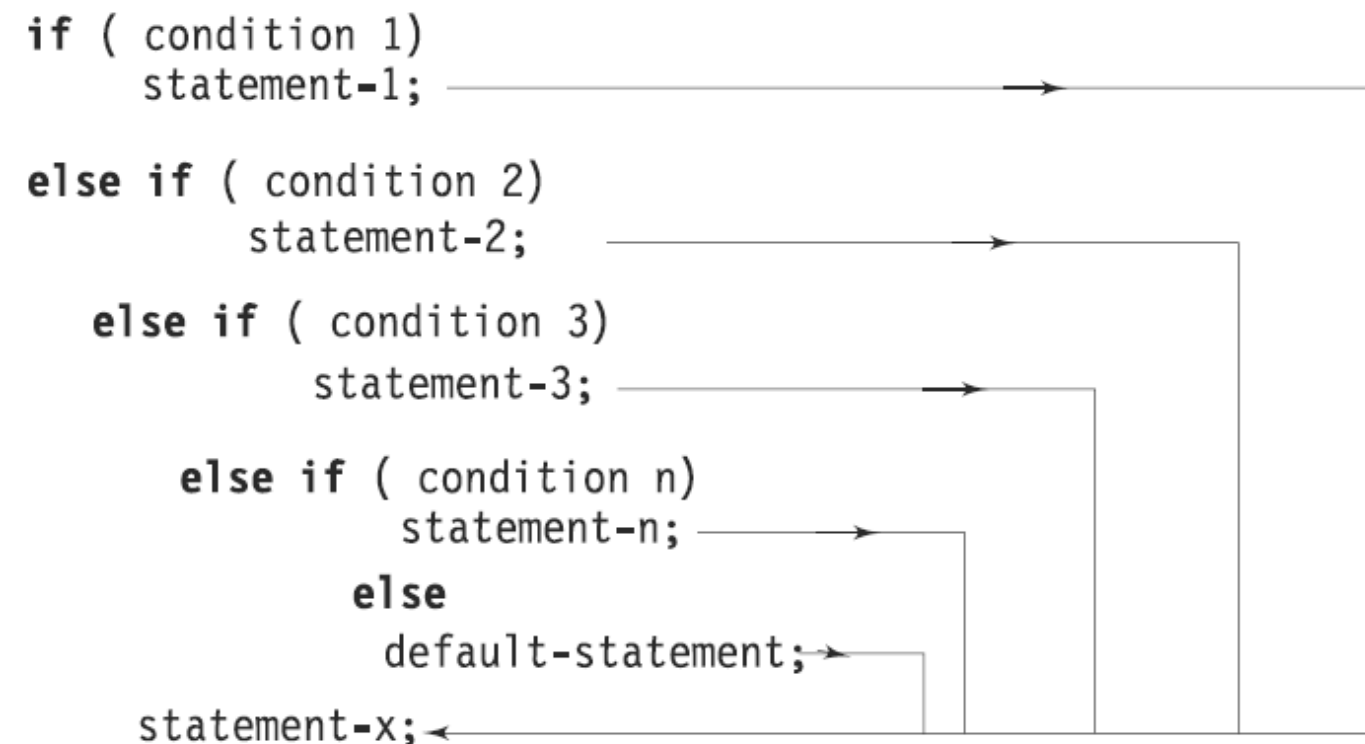 if ( condition 1)
statement-1;
else if ( condition 2)
statement-2;
else if ( condition 3)
statement-3;
else if ( condition n)
statement-n;
else
default-statement;
statement-x;